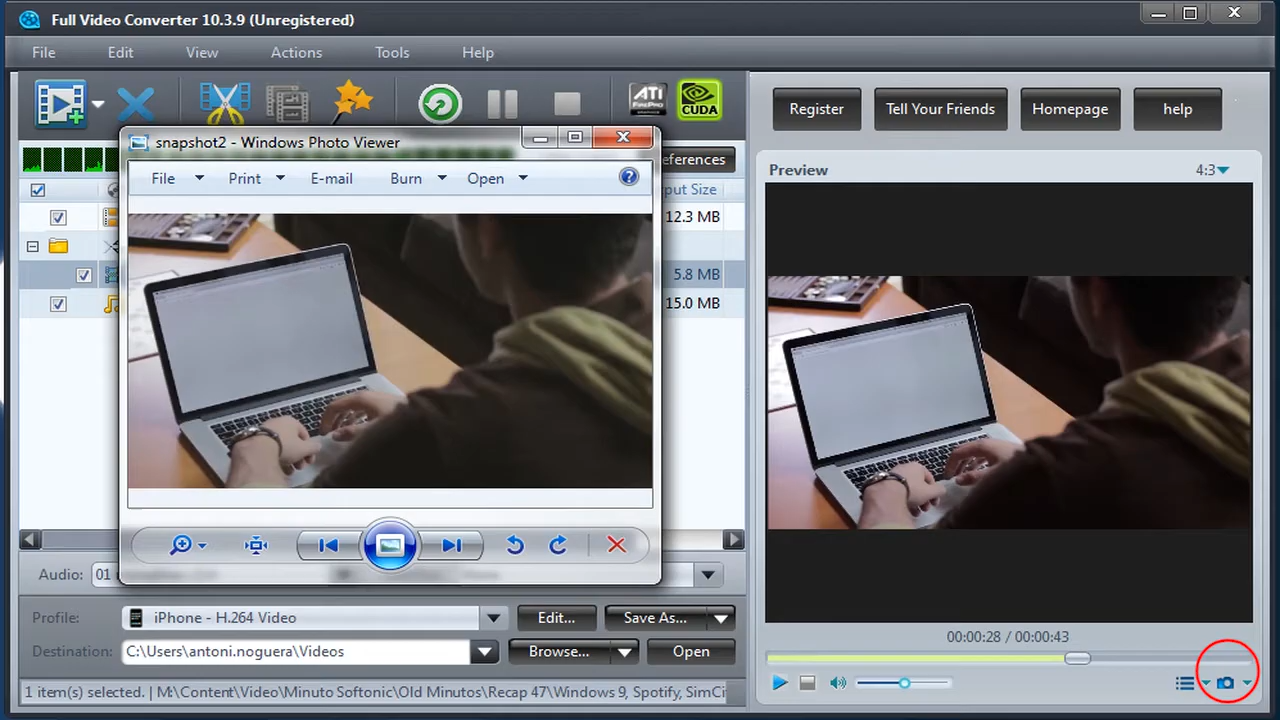 Full Video Converter 10.3.9 (Unregistered)
File Edit View Actions Tools Help
ATI
CUDA
Register Tell Your Friends Homepage help
snapshot2 - Windows Photo Viewer
File Print E-mail Burn Open
eferences
put Size
12.3 MB
5.8 MB
15.0 MB
Preview 4:3
Audio: 01
Profile: iPhone - H.264 Video Edit... Save As...
Destination: C:\Users\antoni.noguera\Videos Browse... Open
00:00:28 / 00:00:43
1 item(s) selected. | M:\Content\Video\Minuto Softonic\Old Minutos\Recap 47\Windows 9, Spotify, SimCi